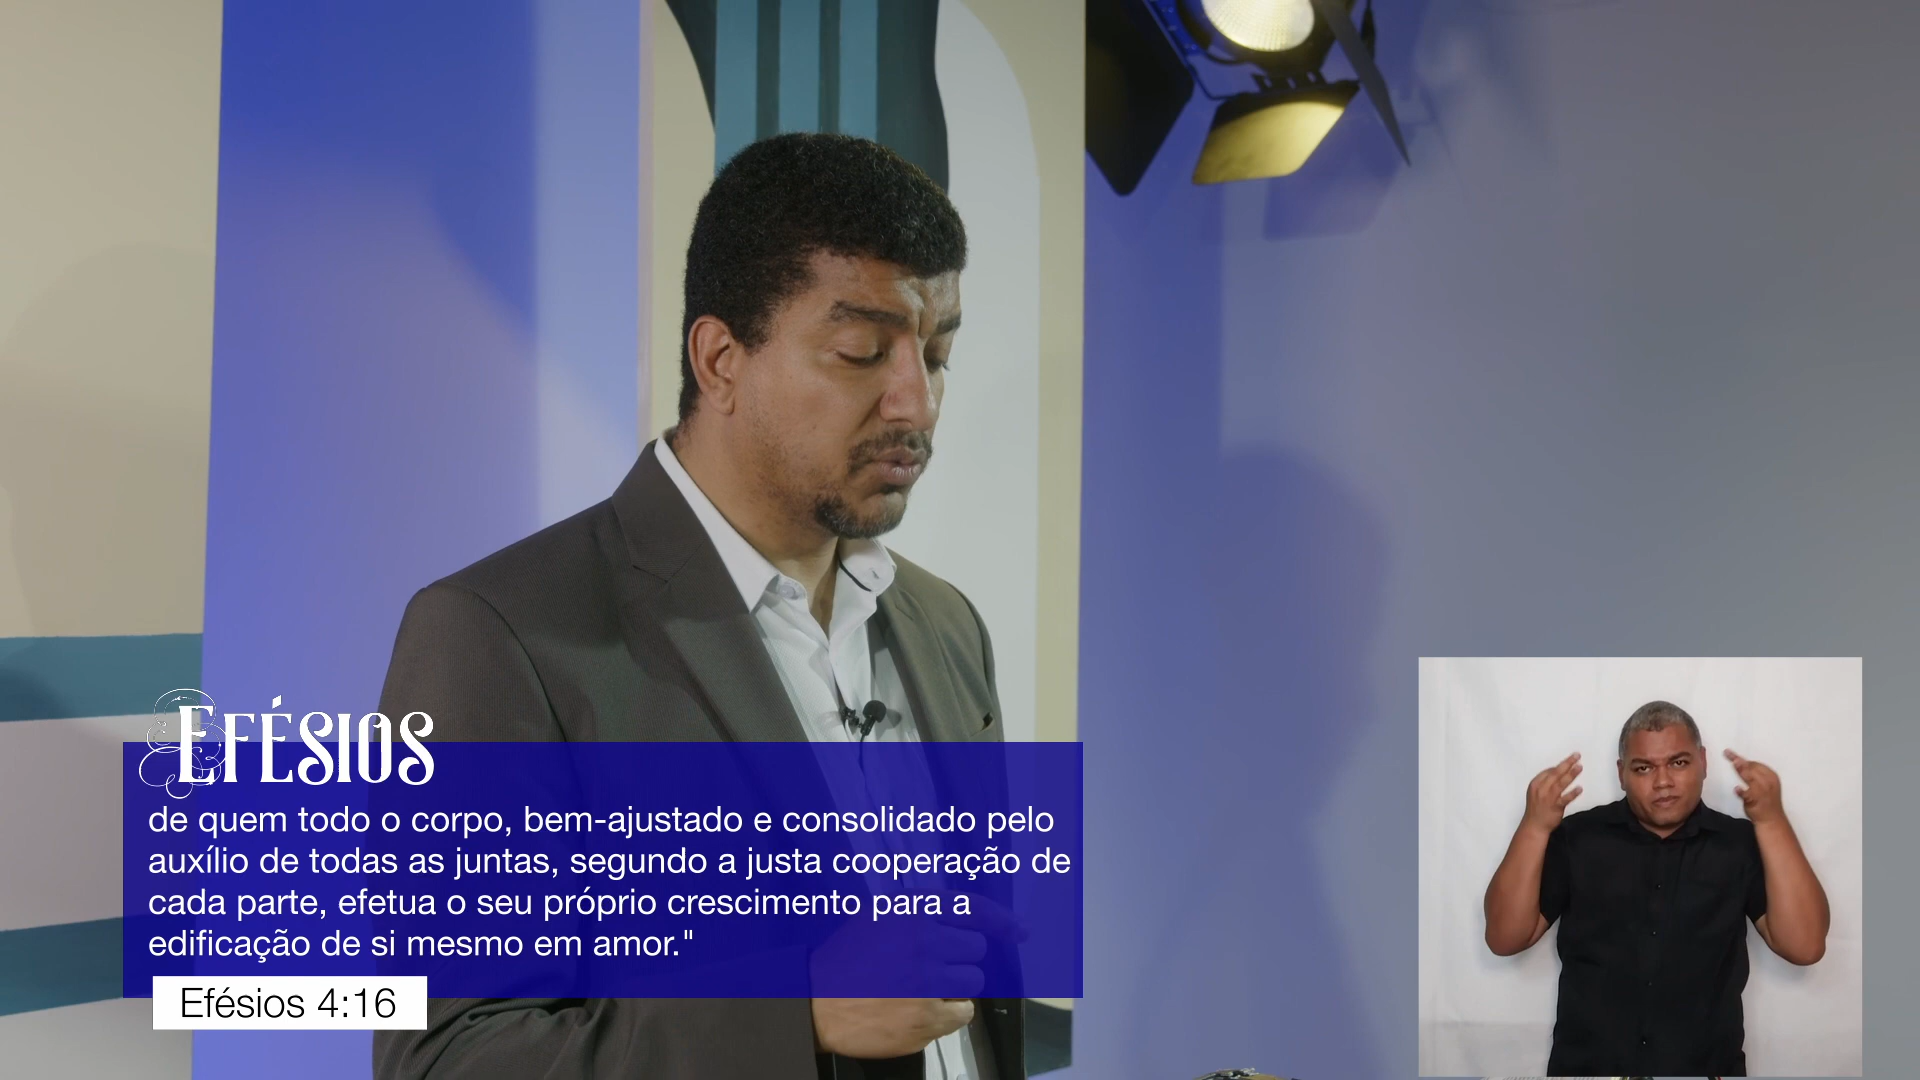 Efésios
de quem todo o corpo, bem-ajustado e consolidado pelo
auxílio de todas as juntas, segundo a justa cooperação de
cada parte, efetua o seu próprio crescimento para a
edificação de si mesmo em amor."
Efésios 4:16